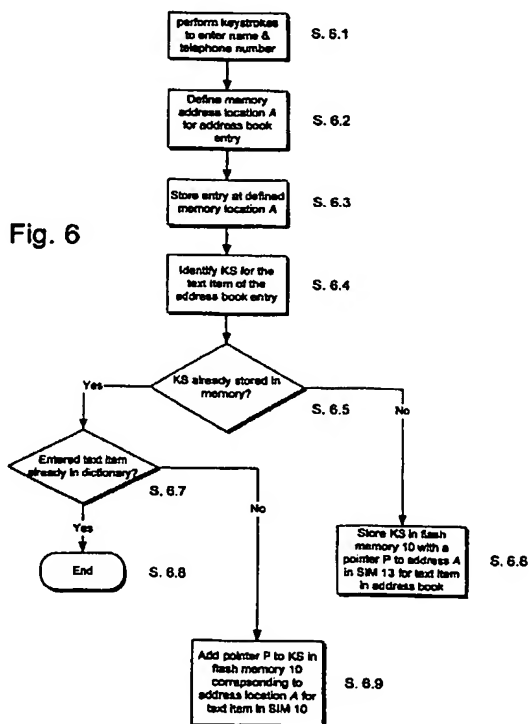 perform keystrokes
to enter name &
telephone number
S. 6.1
Define memory
address location A
for address book
entry
S. 6.2
Store entry at defined
memory location A
S. 6.3
Fig. 6
Identify KS for the
text item of the
address book entry
S. 6.4
KS already stored in
memory?
Yes
S. 6.5
No
Entered text item
already in dictionary?
S. 6.7
Yes
No
End
S. 6.8
Store KS in flash
memory 10 with a
pointer P to address A
in SIM 13 for text item
in address book
S. 6.6
Add pointer P to KS in
flash memory 10
corresponding to
address location A for
text item in SIM 10
S. 6.9